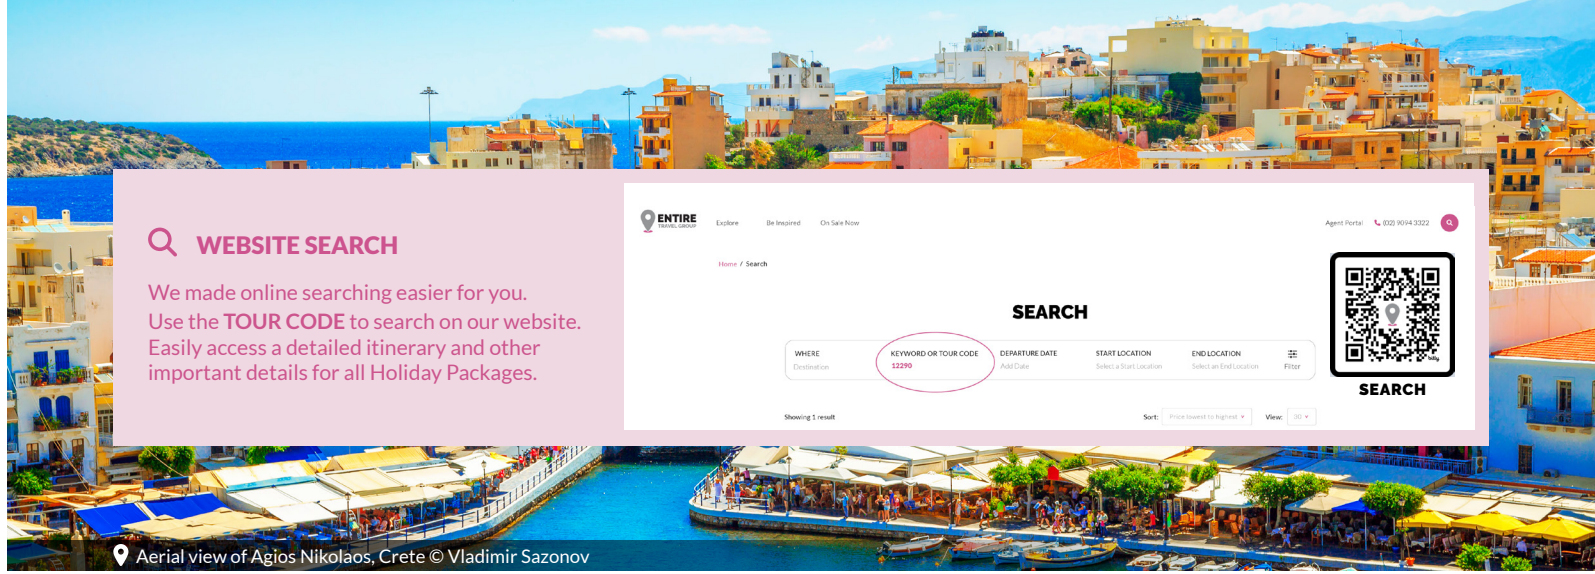 WEBSITE SEARCH
We made online searching easier for you.
Use the TOUR CODE to search on our website.
Easily access a detailed itinerary and other
important details for all Holiday Packages.
ENTIRE
TRAVEL GROUP
Explore Be Inspired On Sale Now
Agent Portal (02) 9094 3322
Home / Search
SEARCH
WHERE KEYWORD OR TOUR CODE DEPARTURE DATE START LOCATION END LOCATION
Destination 12290 Add Date Select a Start Location Select an End Location Filter
Showing 1 result Sort: Price lowest to highest View: 20
bitly
SEARCH
Aerial view of Agios Nikolaos, Crete © Vladimir Sazonov